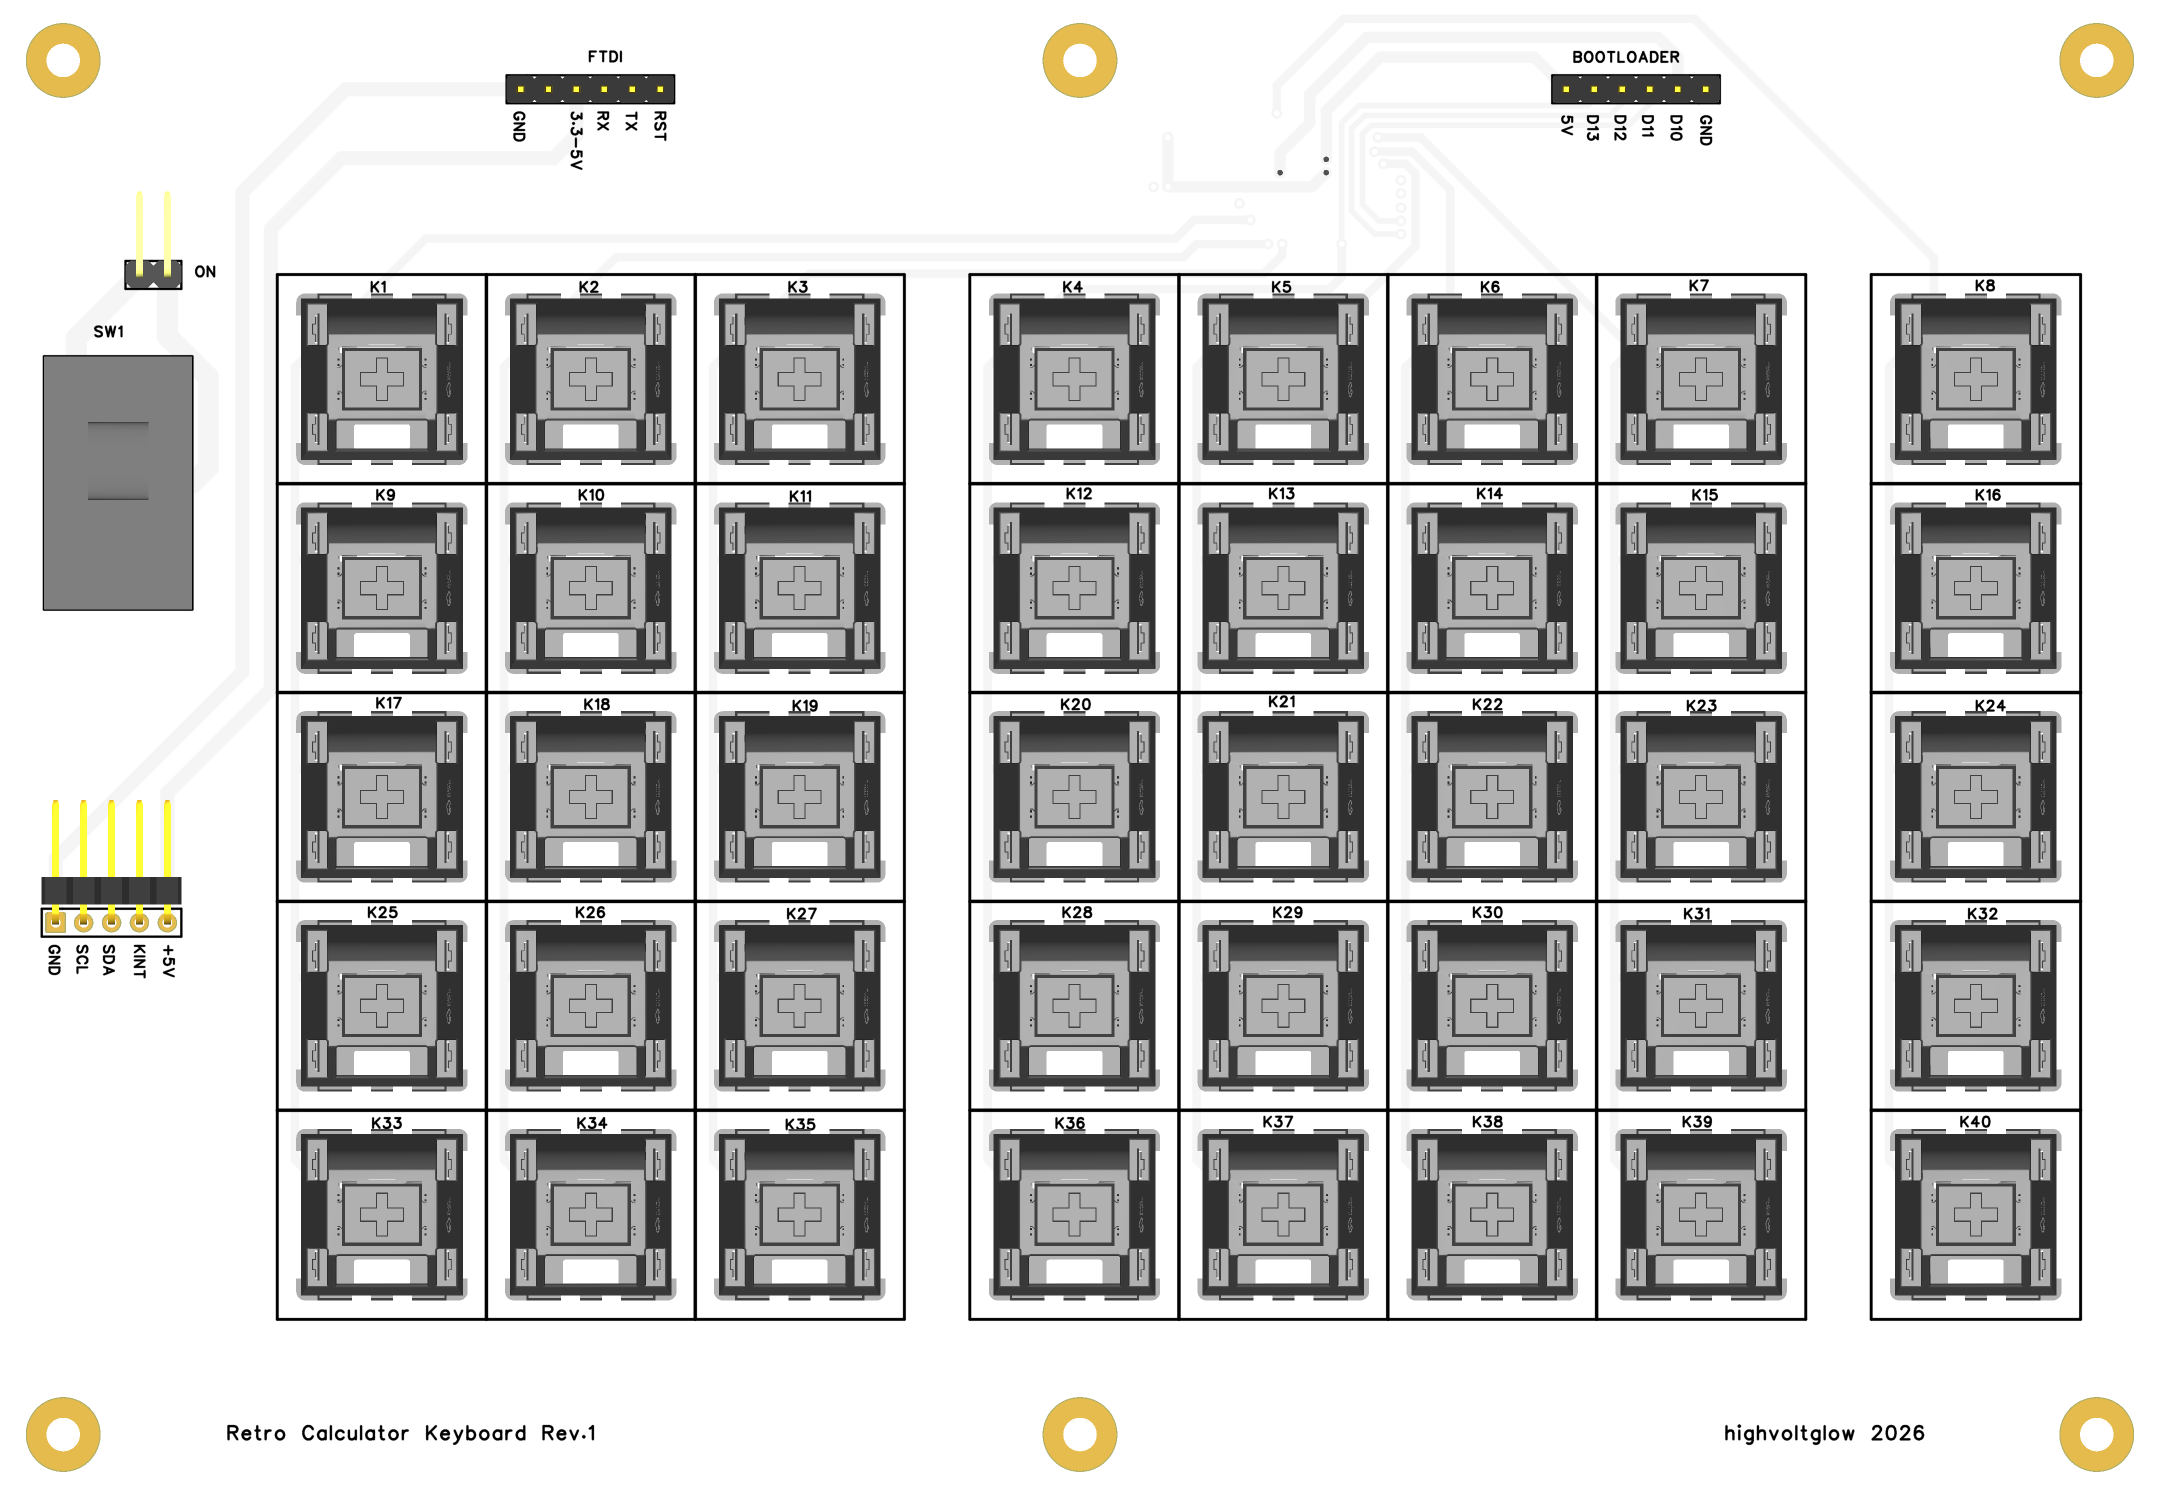 FTDI
BOOTLOADER
GND
3.3-5V
RX
TX
RST
5V
D13
D12
D11
D10
GND
ON
SW1
K1 K2 K3 K4 K5 K6 K7 K8
K9 K10 K11 K12 K13 K14 K15 K16
K17 K18 K19 K20 K21 K22 K23 K24
K25 K26 K27 K28 K29 K30 K31 K32
GND
SCL
SDA
KINT
+5V
K33 K34 K35 K36 K37 K38 K39 K40
Retro Calculator Keyboard Rev.1
highvoltglow 2026